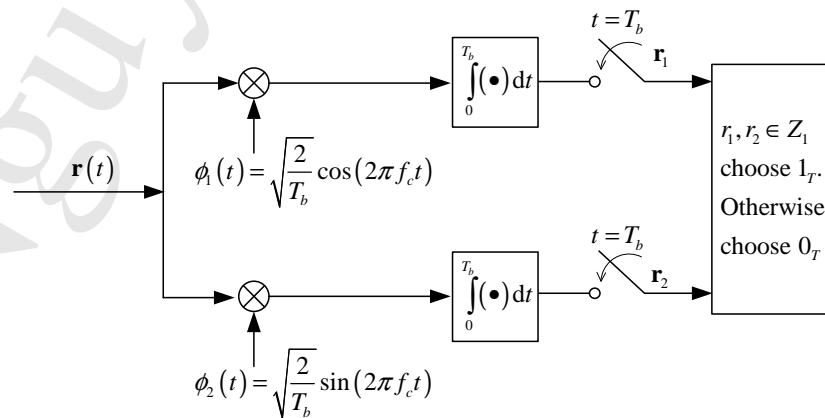 t = T_b
r_1
∫_0^{T_b} (•) dt
r(t)
φ_1(t) = √(2/T_b) cos(2πf_c t)
r_1, r_2 ∈ Z_1
choose 1_T.
Otherwise
choose 0_T
t = T_b
r_2
∫_0^{T_b} (•) dt
φ_2(t) = √(2/T_b) sin(2πf_c t)